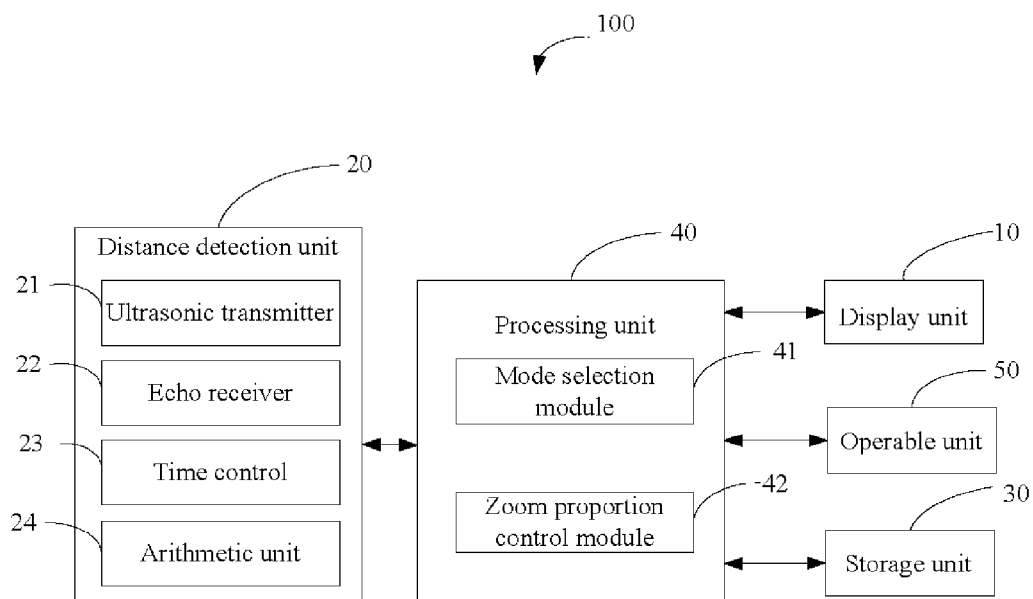 100
20
Distance detection unit
21
Ultrasonic transmitter
22
Echo receiver
23
Time control
24
Arithmetic unit
40
Processing unit
41
Mode selection
module
42
Zoom proportion
control module
10
Display unit
50
Operable unit
30
Storage unit